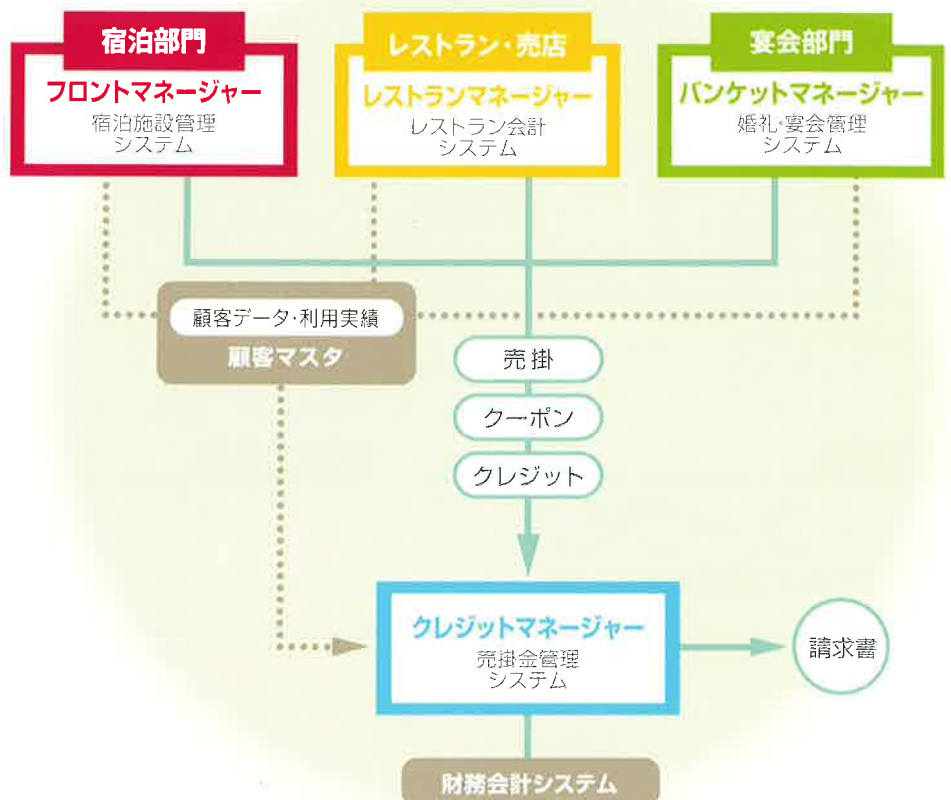 宿泊部門
フロントマネージャー
宿泊施設管理
システム
レストラン・売店
レストランマネージャー
レストラン会計
システム
宴会部門
バンケットマネージャー
婚礼・宴会管理
システム
顧客データ・利用実績
顧客マスタ
売掛
クーポン
クレジット
クレジットマネージャー
売掛金管理
システム
請求書
財務会計システム